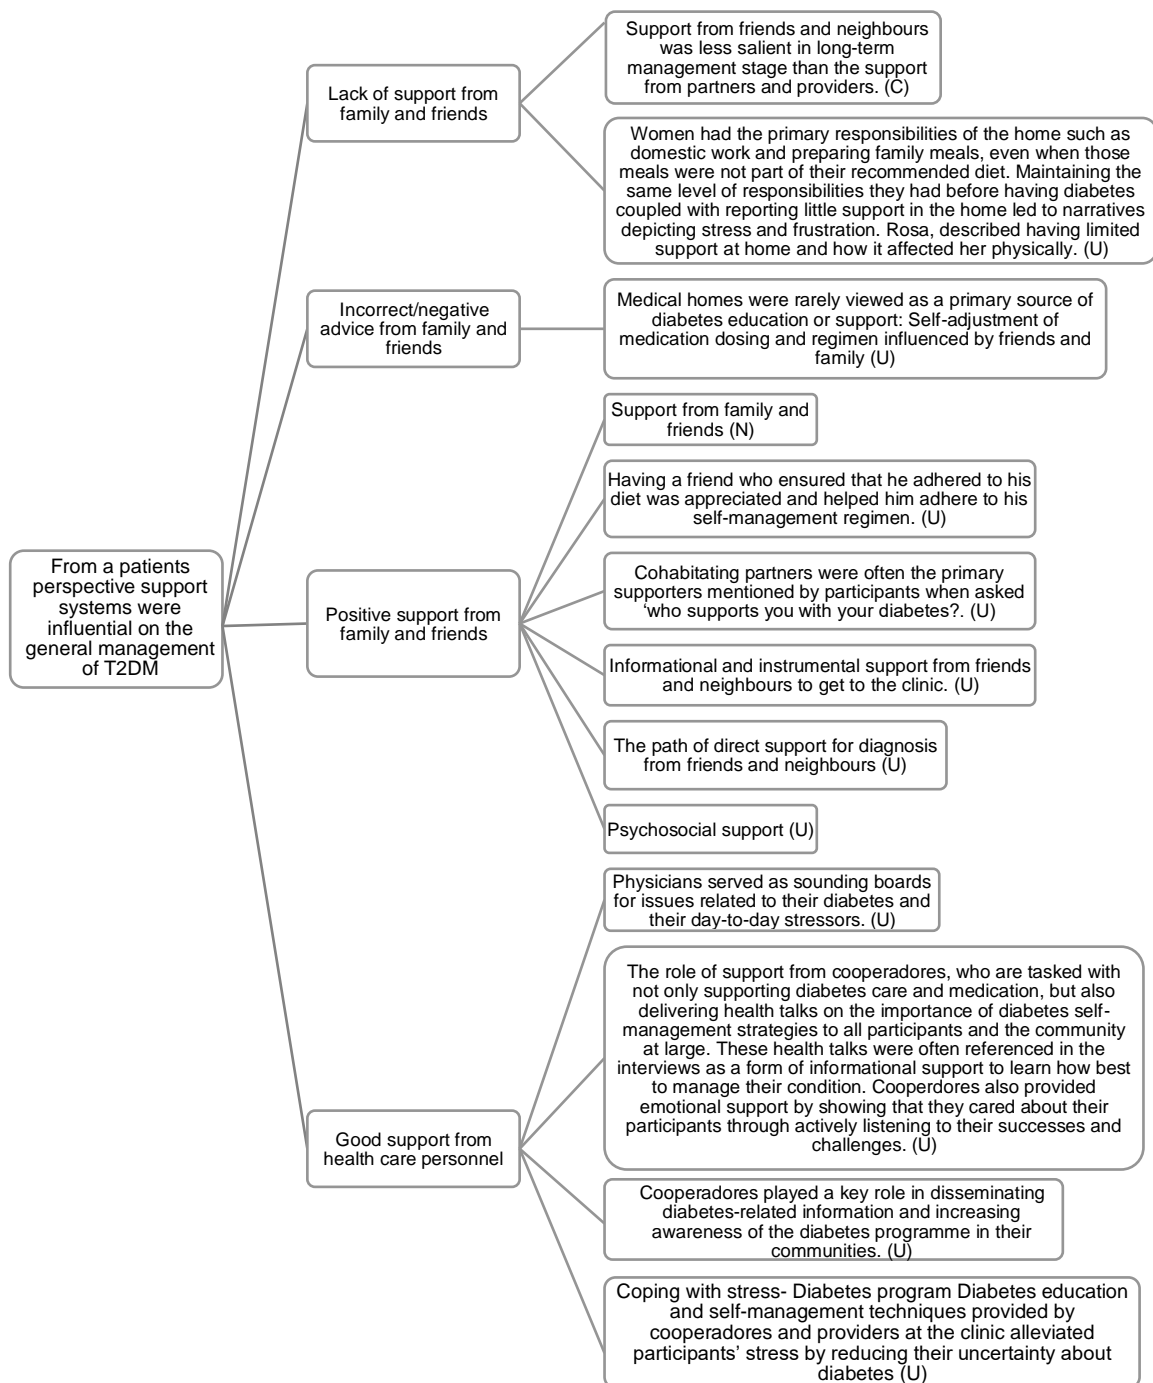 From a patients
perspective support
systems were
influential on the
general management
of T2DM
Lack of support from
family and friends
Support from friends and neighbours
was less salient in long-term
management stage than the support
from partners and providers. (C)
Women had the primary responsibilities of the home such as
domestic work and preparing family meals, even when those
meals were not part of their recommended diet. Maintaining the
same level of responsibilities they had before having diabetes
coupled with reporting little support in the home led to narratives
depicting stress and frustration. Rosa, described having limited
support at home and how it affected her physically. (U)
Incorrect/negative
advice from family and
friends
Medical homes were rarely viewed as a primary source of
diabetes education or support: Self-adjustment of
medication dosing and regimen influenced by friends and
family (U)
Positive support from
family and friends
Support from family and
friends (N)
Having a friend who ensured that he adhered to his
diet was appreciated and helped him adhere to his
self-management regimen. (U)
Cohabitating partners were often the primary
supporters mentioned by participants when asked
‘who supports you with your diabetes?. (U)
Informational and instrumental support from friends
and neighbours to get to the clinic. (U)
The path of direct support for diagnosis
from friends and neighbours (U)
Psychosocial support (U)
Good support from
health care personnel
Physicians served as sounding boards
for issues related to their diabetes and
their day-to-day stressors. (U)
The role of support from cooperadores, who are tasked with
not only supporting diabetes care and medication, but also
delivering health talks on the importance of diabetes self-
management strategies to all participants and the community
at large. These health talks were often referenced in the
interviews as a form of informational support to learn how best
to manage their condition. Cooperdores also provided
emotional support by showing that they cared about their
participants through actively listening to their successes and
challenges. (U)
Cooperadores played a key role in disseminating
diabetes-related information and increasing
awareness of the diabetes programme in their
communities. (U)
Coping with stress- Diabetes program Diabetes education
and self-management techniques provided by
cooperadores and providers at the clinic alleviated
participants’ stress by reducing their uncertainty about
diabetes (U)